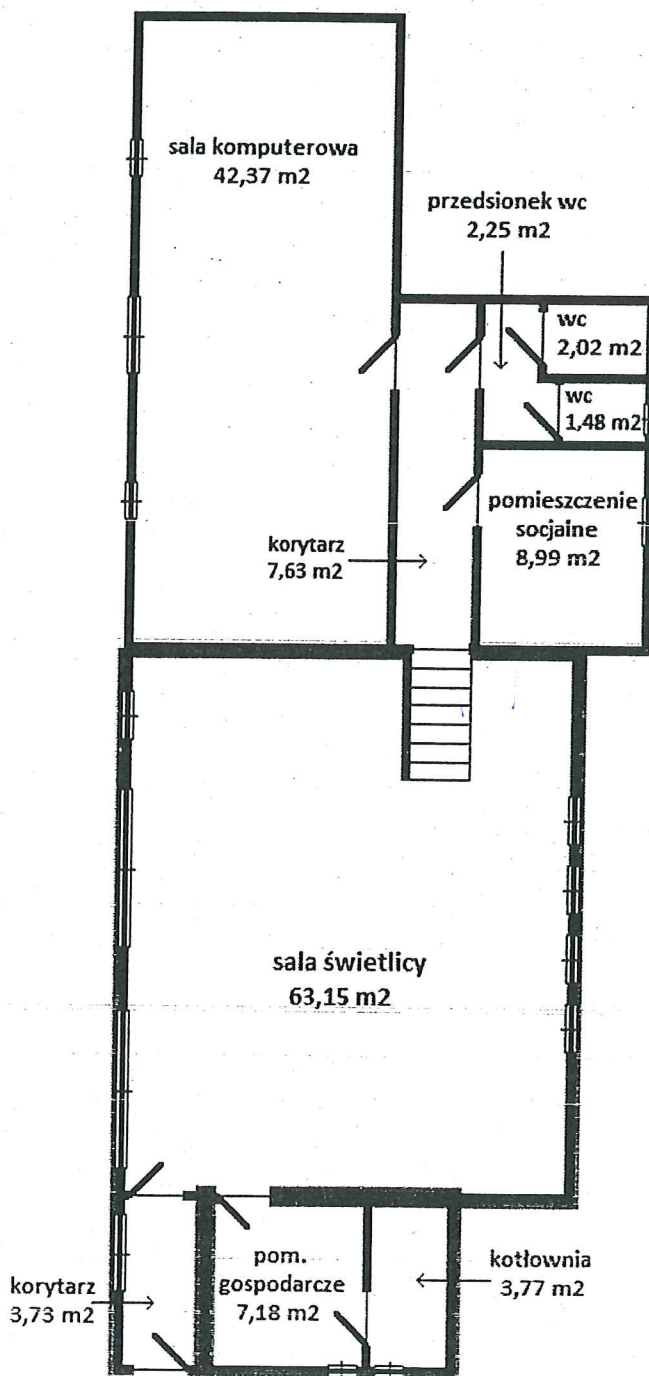 sala komputerowa
42,37 m2
przedsionek wc
2,25 m2
wc
2,02 m2
wc
1,48 m2
pomieszczenie
socjalne
8,99 m2
korytarz
7,63 m2
sala świetlicy
63,15 m2
korytarz
3,73 m2
pom.
gospodarcze
7,18 m2
kotłownia
3,77 m2